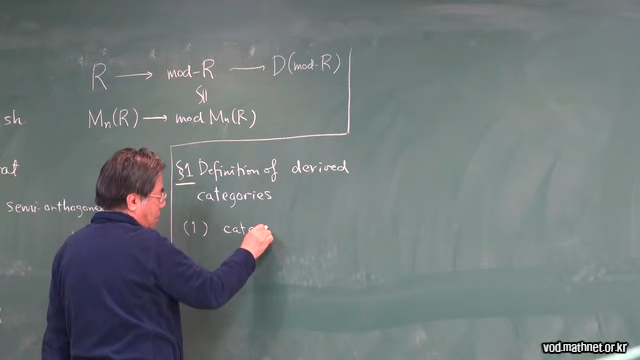 R → mod-R → D(mod-R)
≅
Mn(R) → mod Mn(R)
sh
at
semi-orthogona
§1 Definition of derived
categories
(1) cate
vod.mathnet.or.kr